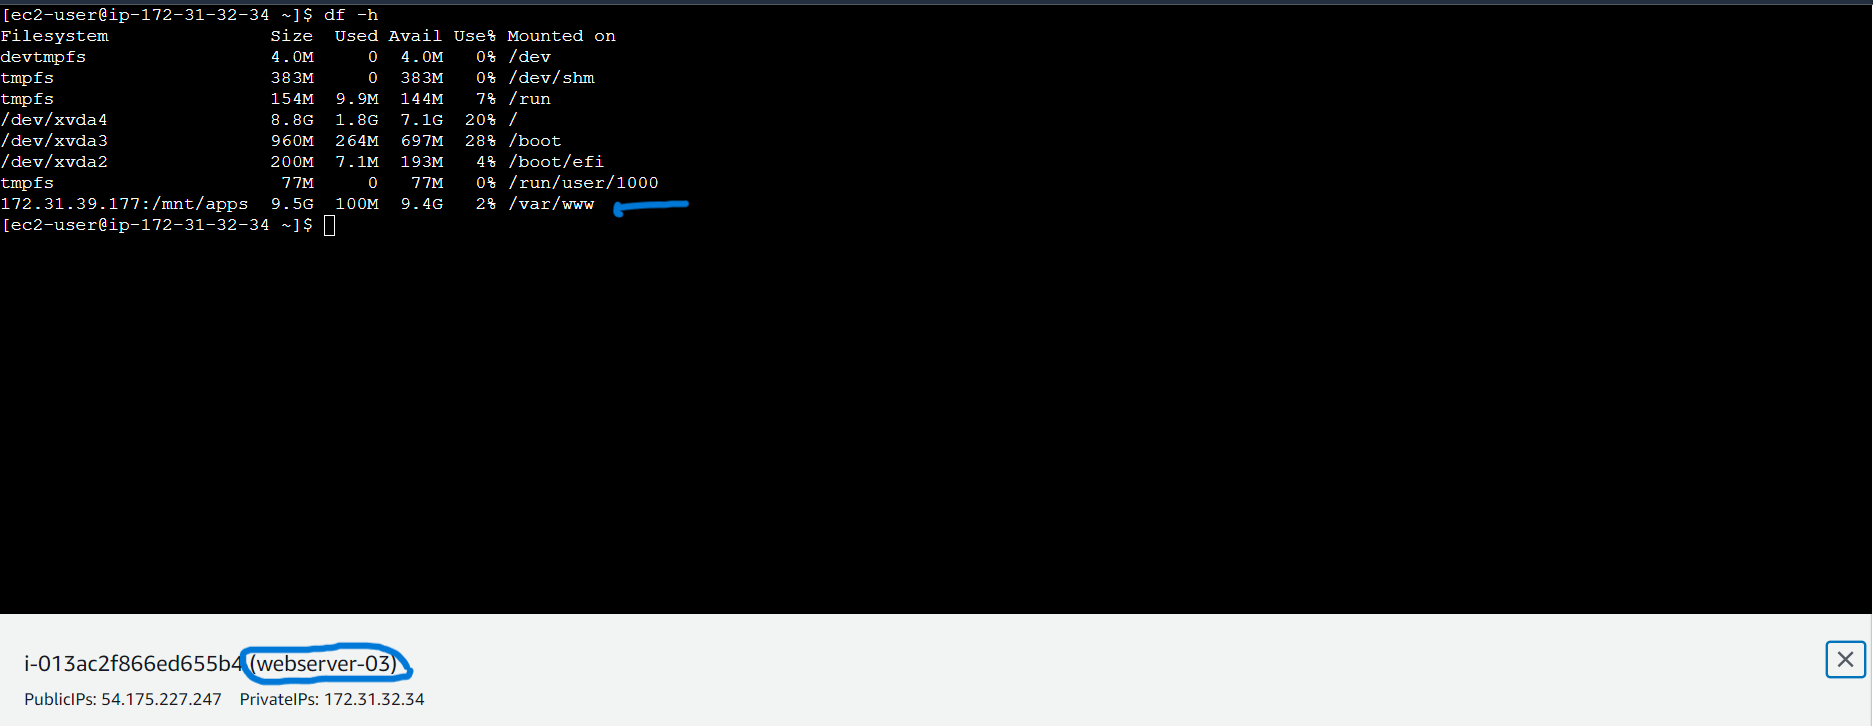 [ec2-user@ip-172-31-32-34 ~]$ df -h
Filesystem               Size  Used Avail Use% Mounted on
devtmpfs                 4.0M     0  4.0M   0% /dev
tmpfs                    383M     0  383M   0% /dev/shm
tmpfs                    154M  9.9M  144M   7% /run
/dev/xvda4               8.8G  1.8G  7.1G  20% /
/dev/xvda3               960M  264M  697M  28% /boot
/dev/xvda2               200M  7.1M  193M   4% /boot/efi
tmpfs                     77M     0   77M   0% /run/user/1000
172.31.39.177:/mnt/apps  9.5G  100M  9.4G   2% /var/www
[ec2-user@ip-172-31-32-34 ~]$
i-013ac2f866ed655b4 (webserver-03)
PublicIPs: 54.175.227.247    PrivateIPs: 172.31.32.34